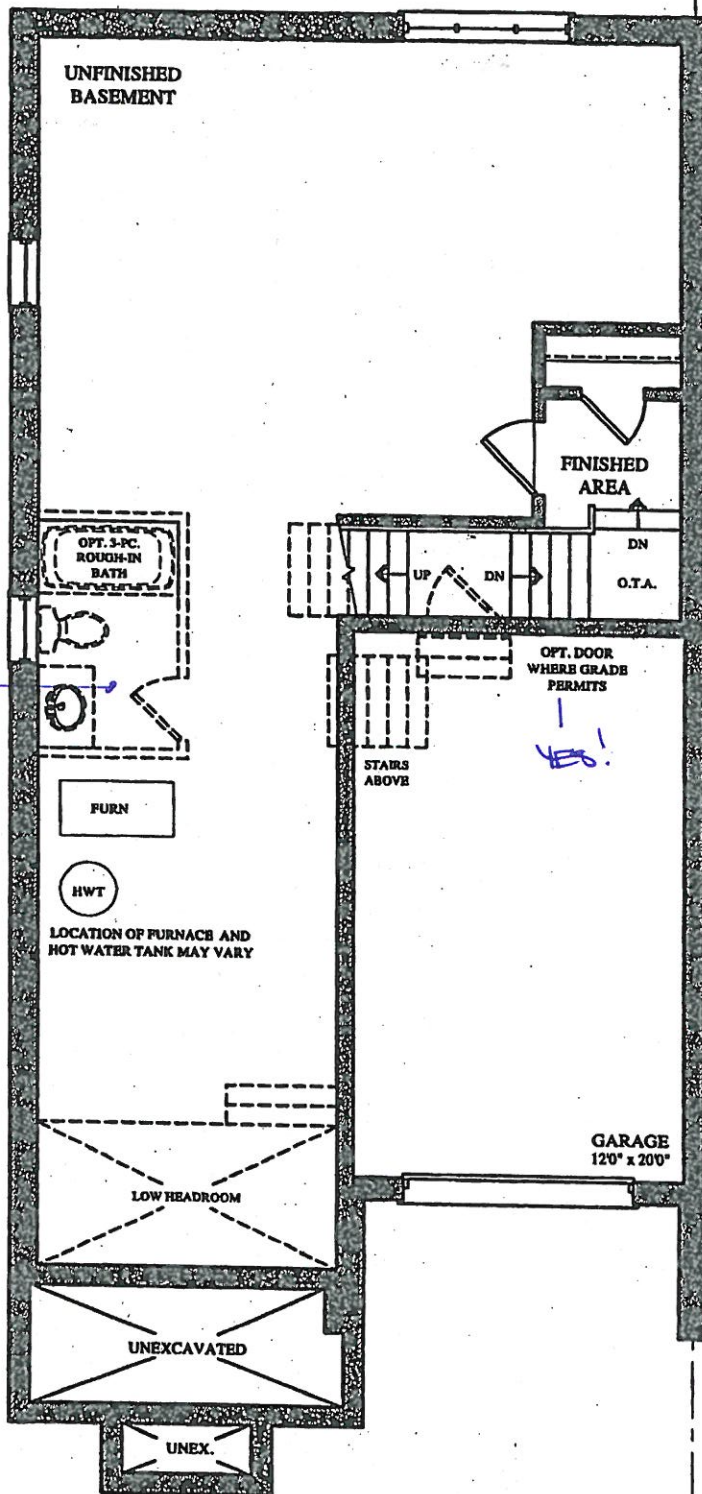 UNFINISHED
BASEMENT
FINISHED
AREA
OPT. 3-PC.
ROUGH-IN
BATH
UP
DN
DN
O.T.A.
OPT. DOOR
WHERE GRADE
PERMITS
YES!
STAIRS
ABOVE
FURN
HWT
LOCATION OF FURNACE AND
HOT WATER TANK MAY VARY
GARAGE
12'0" x 20'0"
LOW HEADROOM
UNEXCAVATED
UNEX.